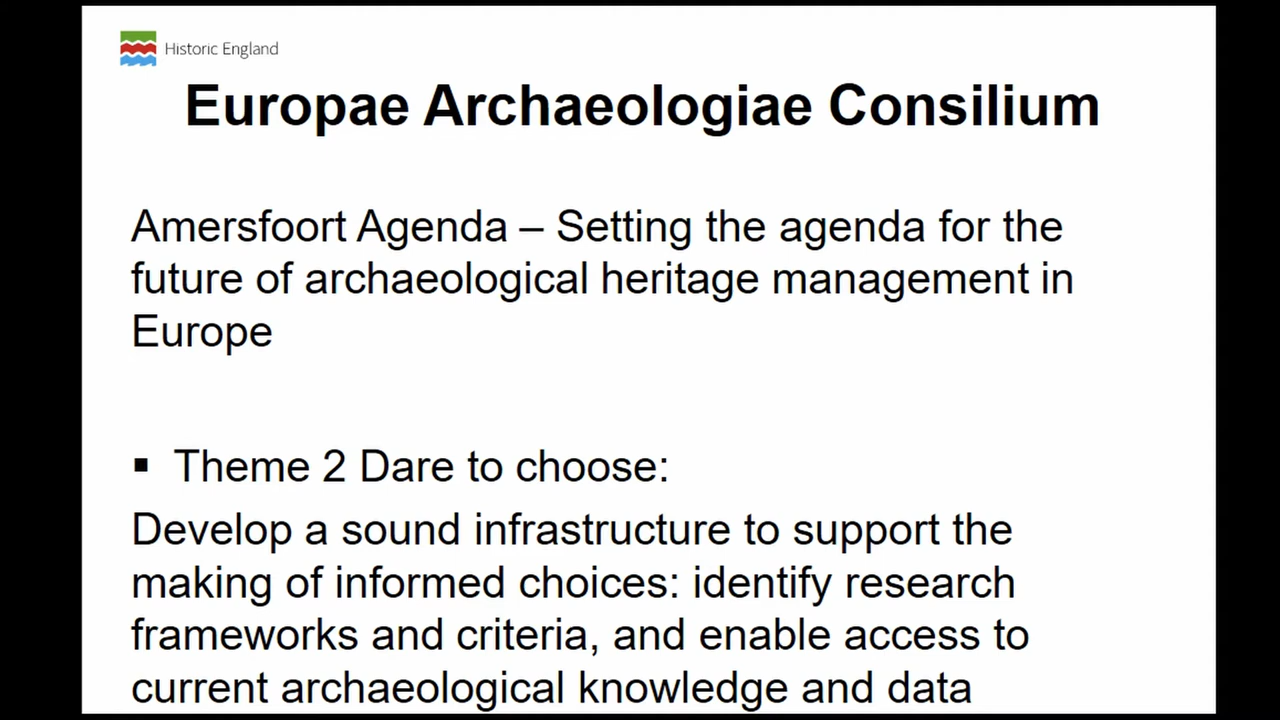 Historic England
Europae Archaeologiae Consilium
Amersfoort Agenda – Setting the agenda for the
future of archaeological heritage management in
Europe
▪ Theme 2 Dare to choose:
Develop a sound infrastructure to support the
making of informed choices: identify research
frameworks and criteria, and enable access to
current archaeological knowledge and data